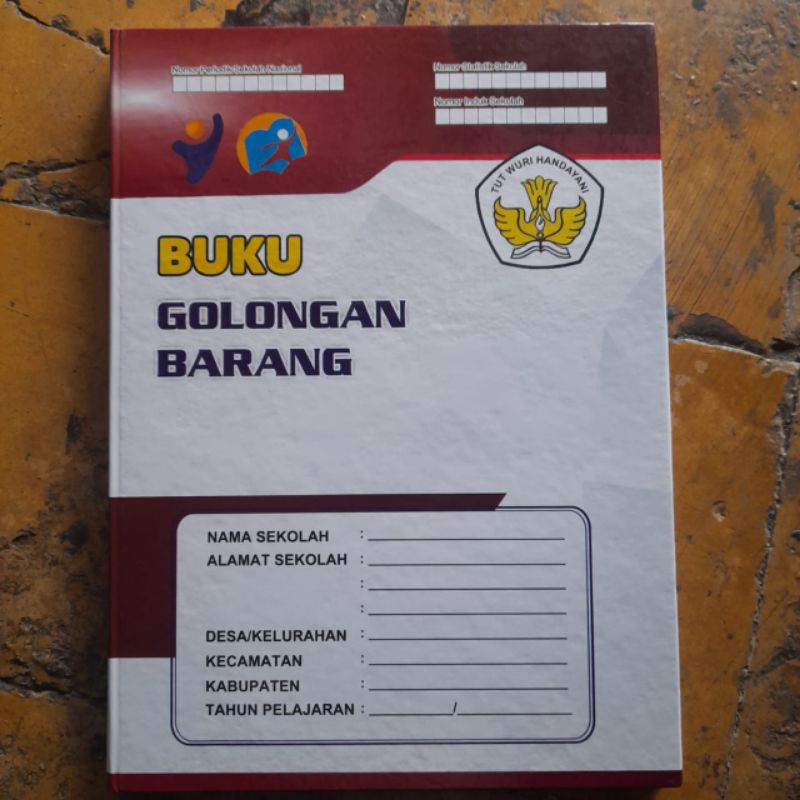 Nomor Periodik Sekolah Nasional
Nomor Statistik Sekolah
Nomor Induk Sekolah
TUT WURI HANDAYANI
BUKU
GOLONGAN
BARANG
NAMA SEKOLAH :
ALAMAT SEKOLAH :
:
:
DESA/KELURAHAN :
KECAMATAN :
KABUPATEN :
TAHUN PELAJARAN : /